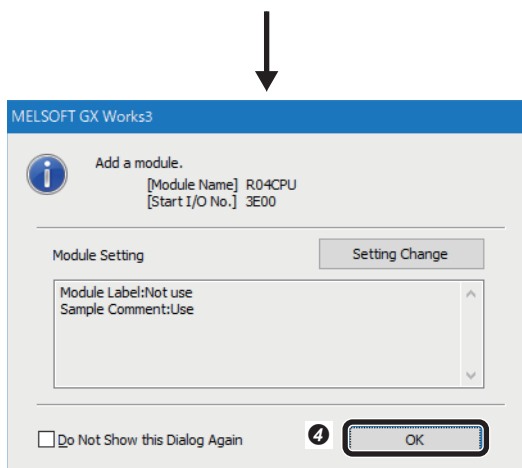 MELSOFT GX Works3
Add a module.
[Module Name] R04CPU
[Start I/O No.] 3E00
Module Setting
Setting Change
Module Label:Not use
Sample Comment:Use
Do Not Show this Dialog Again
❹
OK